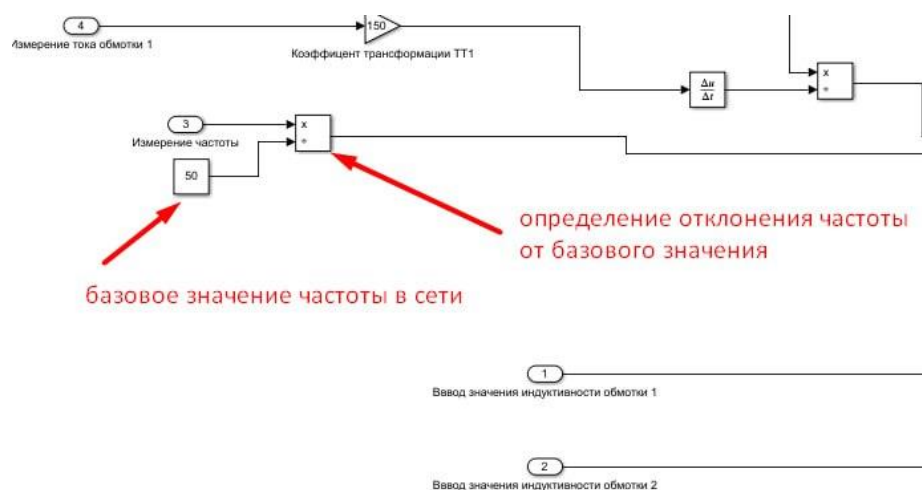 4
Измерение тока обмотки 1
150
Коэффицент трансформации ТТ1
Δu
Δt
x
÷
3
Измерение частоты
x
÷
50
определение отклонения частоты
от базового значения
базовое значение частоты в сети
1
Ввод значения индуктивности обмотки 1
2
Ввод значения индуктивности обмотки 2